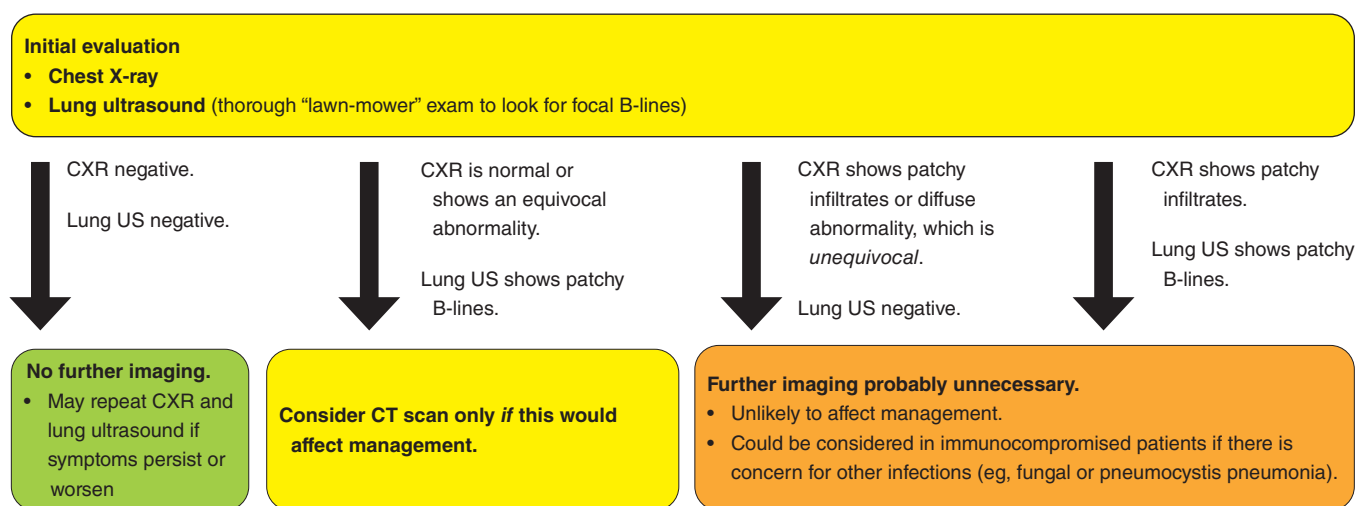 Initial evaluation
• Chest X-ray
• Lung ultrasound (thorough “lawn-mower” exam to look for focal B-lines)
CXR negative.
Lung US negative.
CXR is normal or
shows an equivocal
abnormality.
Lung US shows patchy
B-lines.
CXR shows patchy
infiltrates or diffuse
abnormality, which is
unequivocal.
Lung US negative.
CXR shows patchy
infiltrates.
Lung US shows patchy
B-lines.
No further imaging.
• May repeat CXR and
lung ultrasound if
symptoms persist or
worsen
Consider CT scan only if this would
affect management.
Further imaging probably unnecessary.
• Unlikely to affect management.
• Could be considered in immunocompromised patients if there is
concern for other infections (eg, fungal or pneumocystis pneumonia).